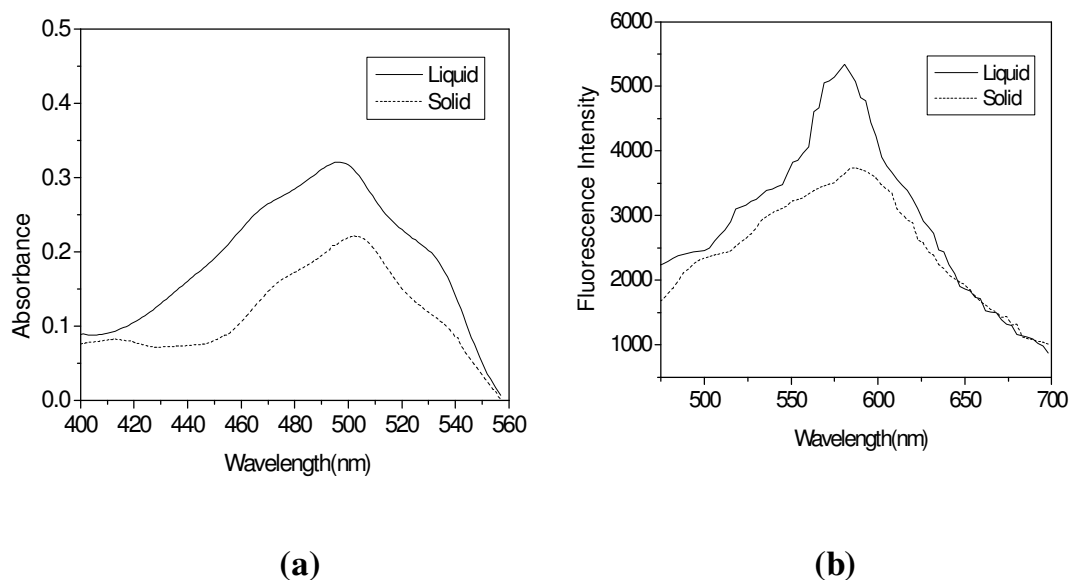 0.5
0.4
0.3
0.2
0.1
0.0
Absorbance
Liquid
Solid
400 420 440 460 480 500 520 540 560
Wavelength(nm)
(a)
6000
5000
4000
3000
2000
1000
Fluorescence Intensity
Liquid
Solid
500 550 600 650 700
Wavelength(nm)
(b)